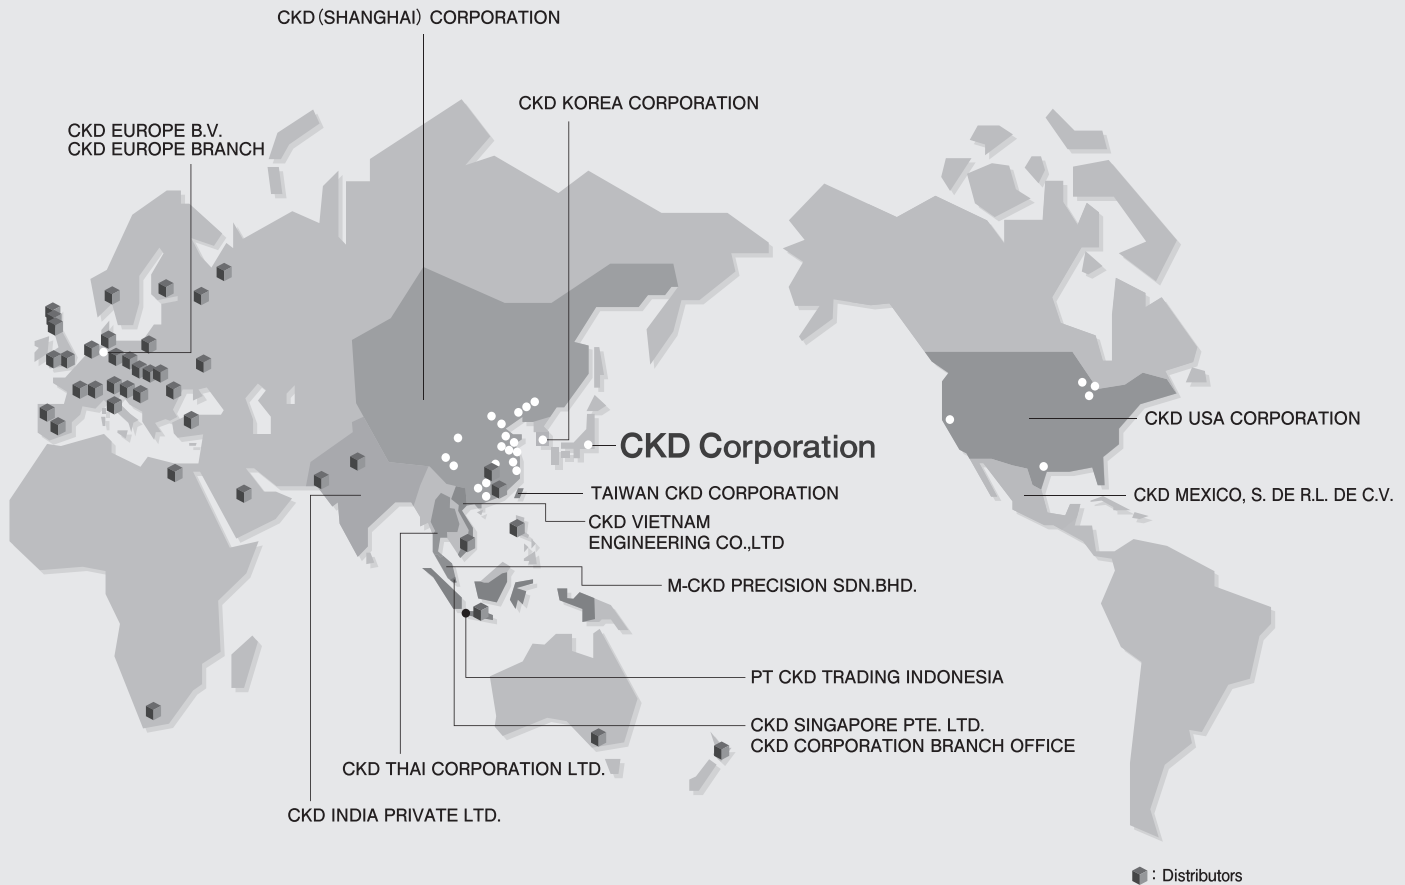 CKD (SHANGHAI) CORPORATION
CKD KOREA CORPORATION
CKD EUROPE B.V.
CKD EUROPE BRANCH
CKD USA CORPORATION
CKD Corporation
TAIWAN CKD CORPORATION
CKD MEXICO, S. DE R.L. DE C.V.
CKD VIETNAM
ENGINEERING CO.,LTD
M-CKD PRECISION SDN.BHD.
PT CKD TRADING INDONESIA
CKD SINGAPORE PTE. LTD.
CKD CORPORATION BRANCH OFFICE
CKD THAI CORPORATION LTD.
CKD INDIA PRIVATE LTD.
: Distributors